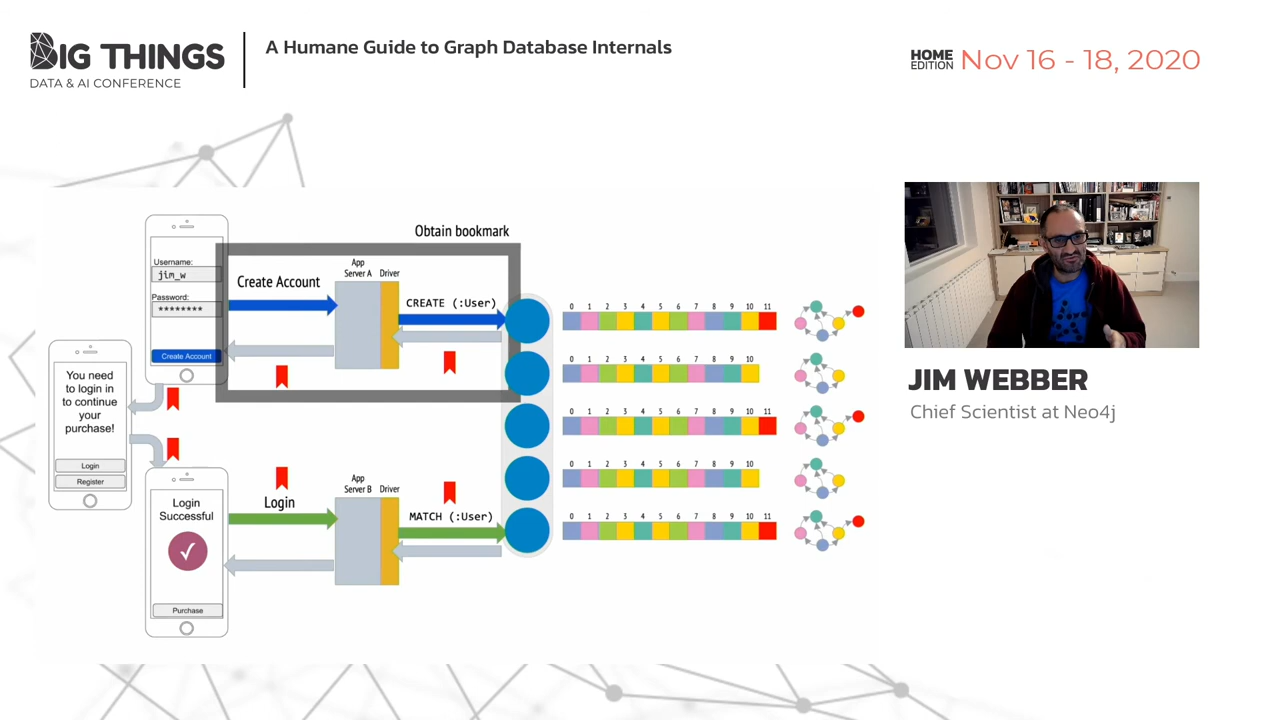 BIG THINGS
DATA & AI CONFERENCE
A Humane Guide to Graph Database Internals
HOME
EDITION
Nov 16 - 18, 2020
Obtain bookmark
Username:
jim_w
Password:
********
Create Account
Create Account
App
Server A
Driver
CREATE (:User)
0 1 2 3 4 5 6 7 8 9 10 11
0 1 2 3 4 5 6 7 8 9 10
0 1 2 3 4 5 6 7 8 9 10 11
0 1 2 3 4 5 6 7 8 9 10
0 1 2 3 4 5 6 7 8 9 10 11
You need
to login in
to continue
your
purchase!
Login
Register
Login
Successful
Purchase
Login
App
Server B
Driver
MATCH (:User)
JIM WEBBER
Chief Scientist at Neo4j